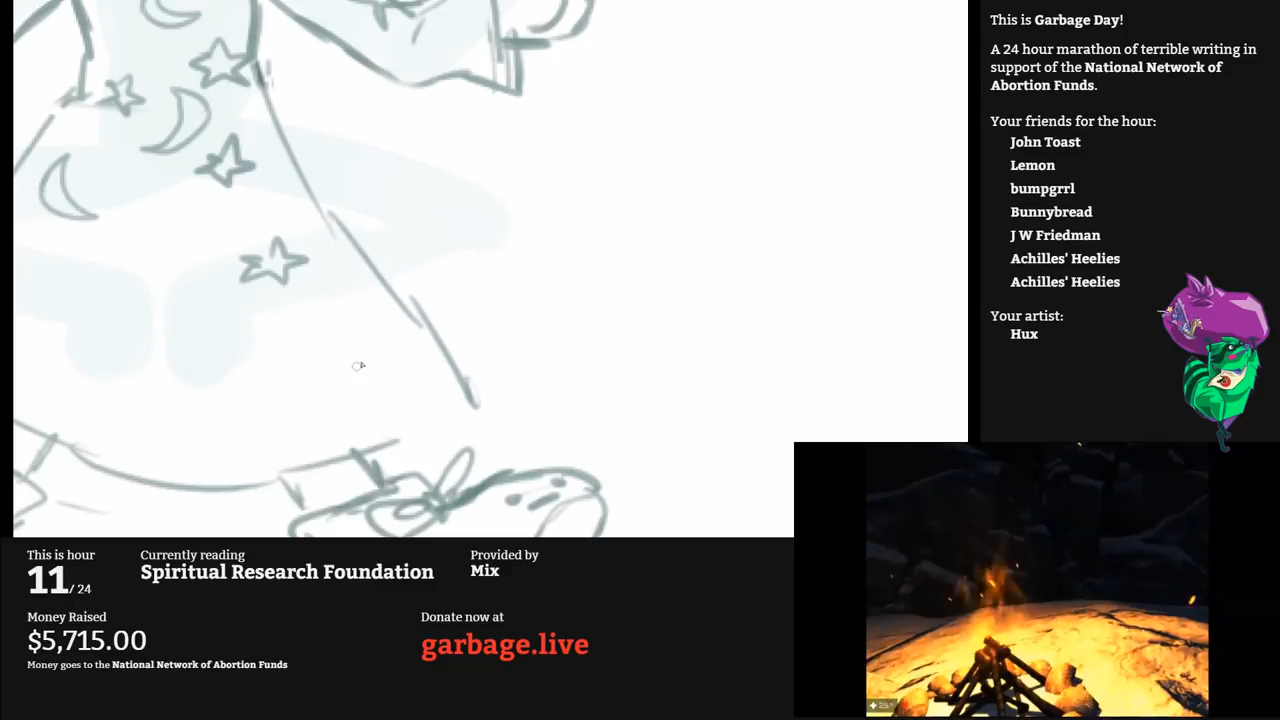 This is Garbage Day!
A 24 hour marathon of terrible writing in
support of the National Network of
Abortion Funds.
Your friends for the hour:
John Toast
Lemon
bumpgrrl
Bunnybread
J W Friedman
Achilles' Heelies
Achilles' Heelies
Your artist:
Hux
This is hour
11 / 24
Currently reading
Spiritual Research Foundation
Provided by
Mix
Money Raised
$5,715.00
Money goes to the National Network of Abortion Funds
Donate now at
garbage.live